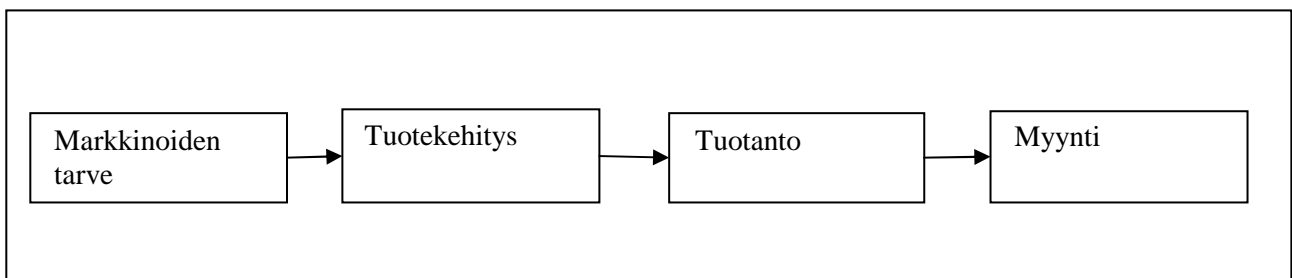 Markkinoiden
tarve
Tuotekehitys
Tuotanto
Myynti